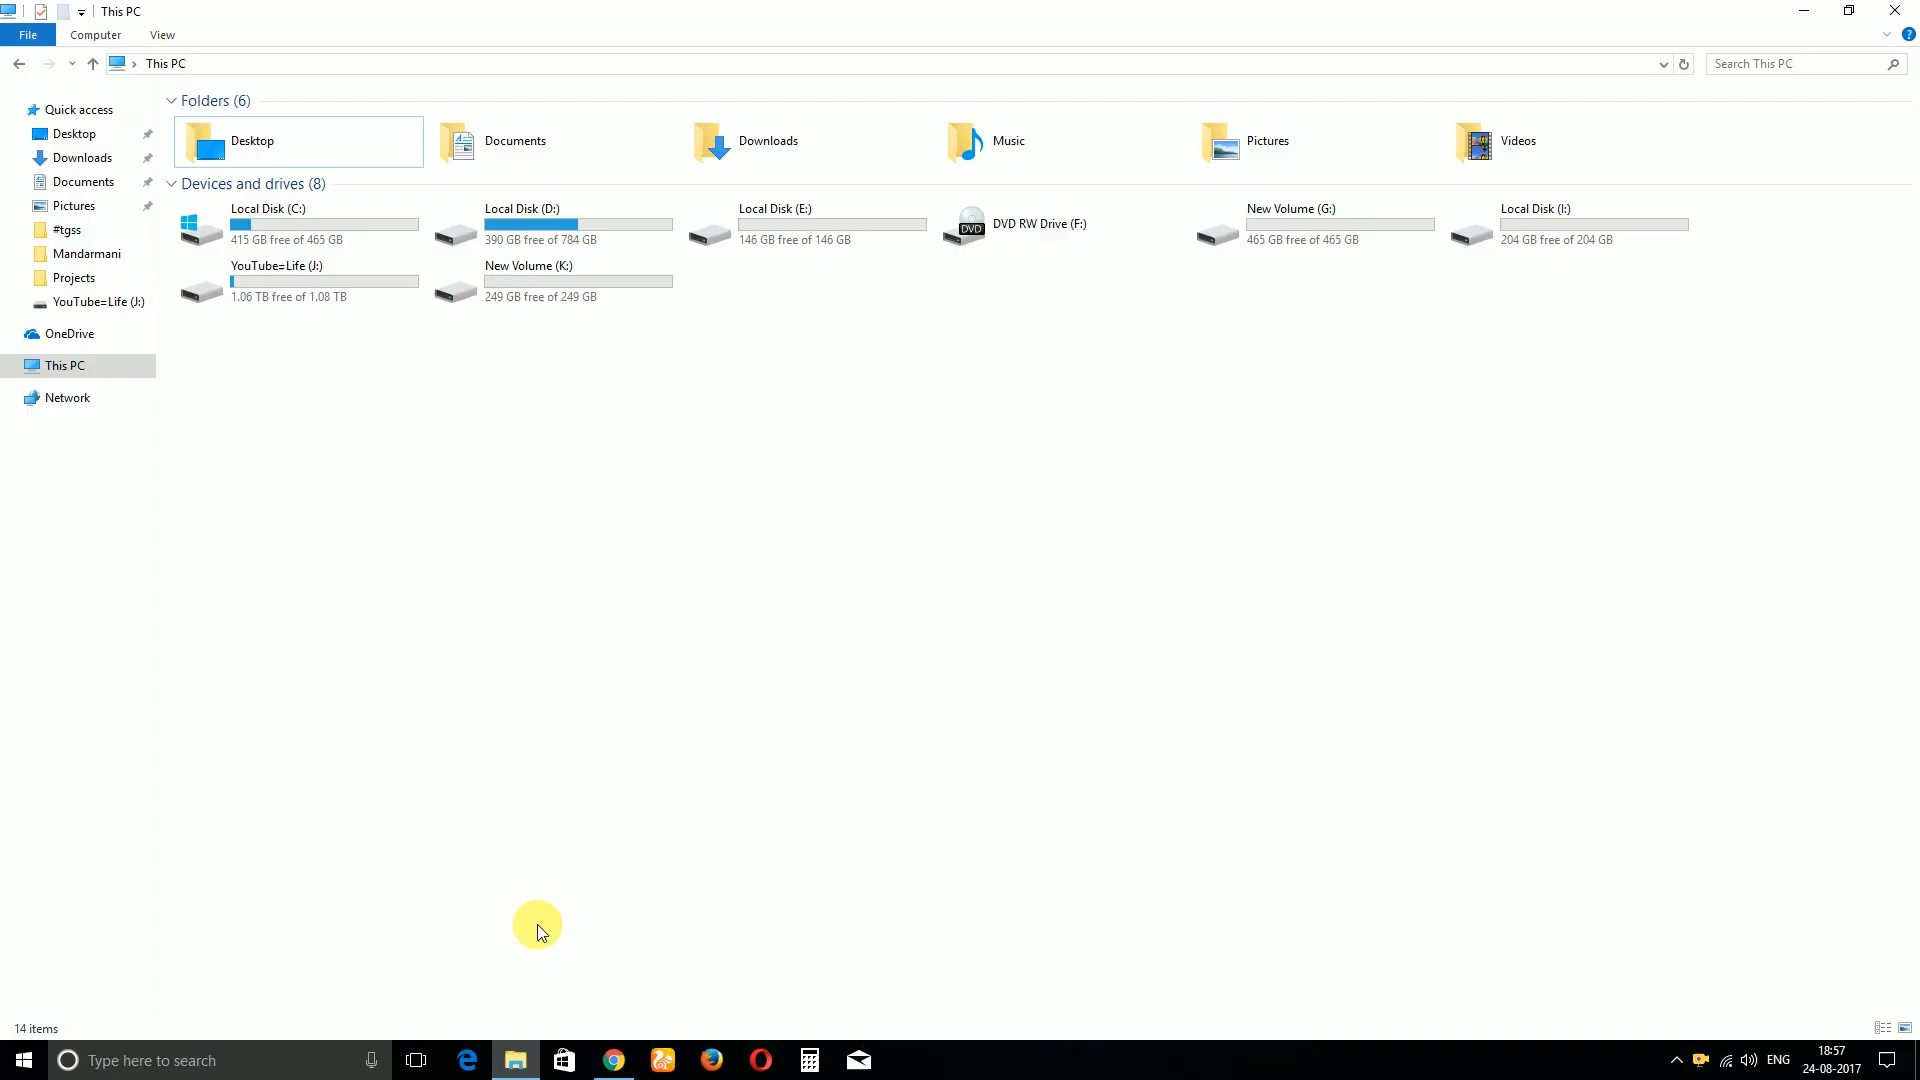 This PC
File Computer View
This PC
Search This PC
Quick access
Desktop
Downloads
Documents
Pictures
#tgss
Mandarmani
Projects
YouTube=Life (J:)
OneDrive
This PC
Network
Folders (6)
Desktop Documents Downloads Music Pictures Videos
Devices and drives (8)
Local Disk (C:)
415 GB free of 465 GB
Local Disk (D:)
390 GB free of 784 GB
Local Disk (E:)
146 GB free of 146 GB
DVD RW Drive (F:)
DVD
New Volume (G:)
465 GB free of 465 GB
Local Disk (I:)
204 GB free of 204 GB
YouTube=Life (J:)
1.06 TB free of 1.08 TB
New Volume (K:)
249 GB free of 249 GB
14 items
Type here to search
ENG
18:57
24-08-2017